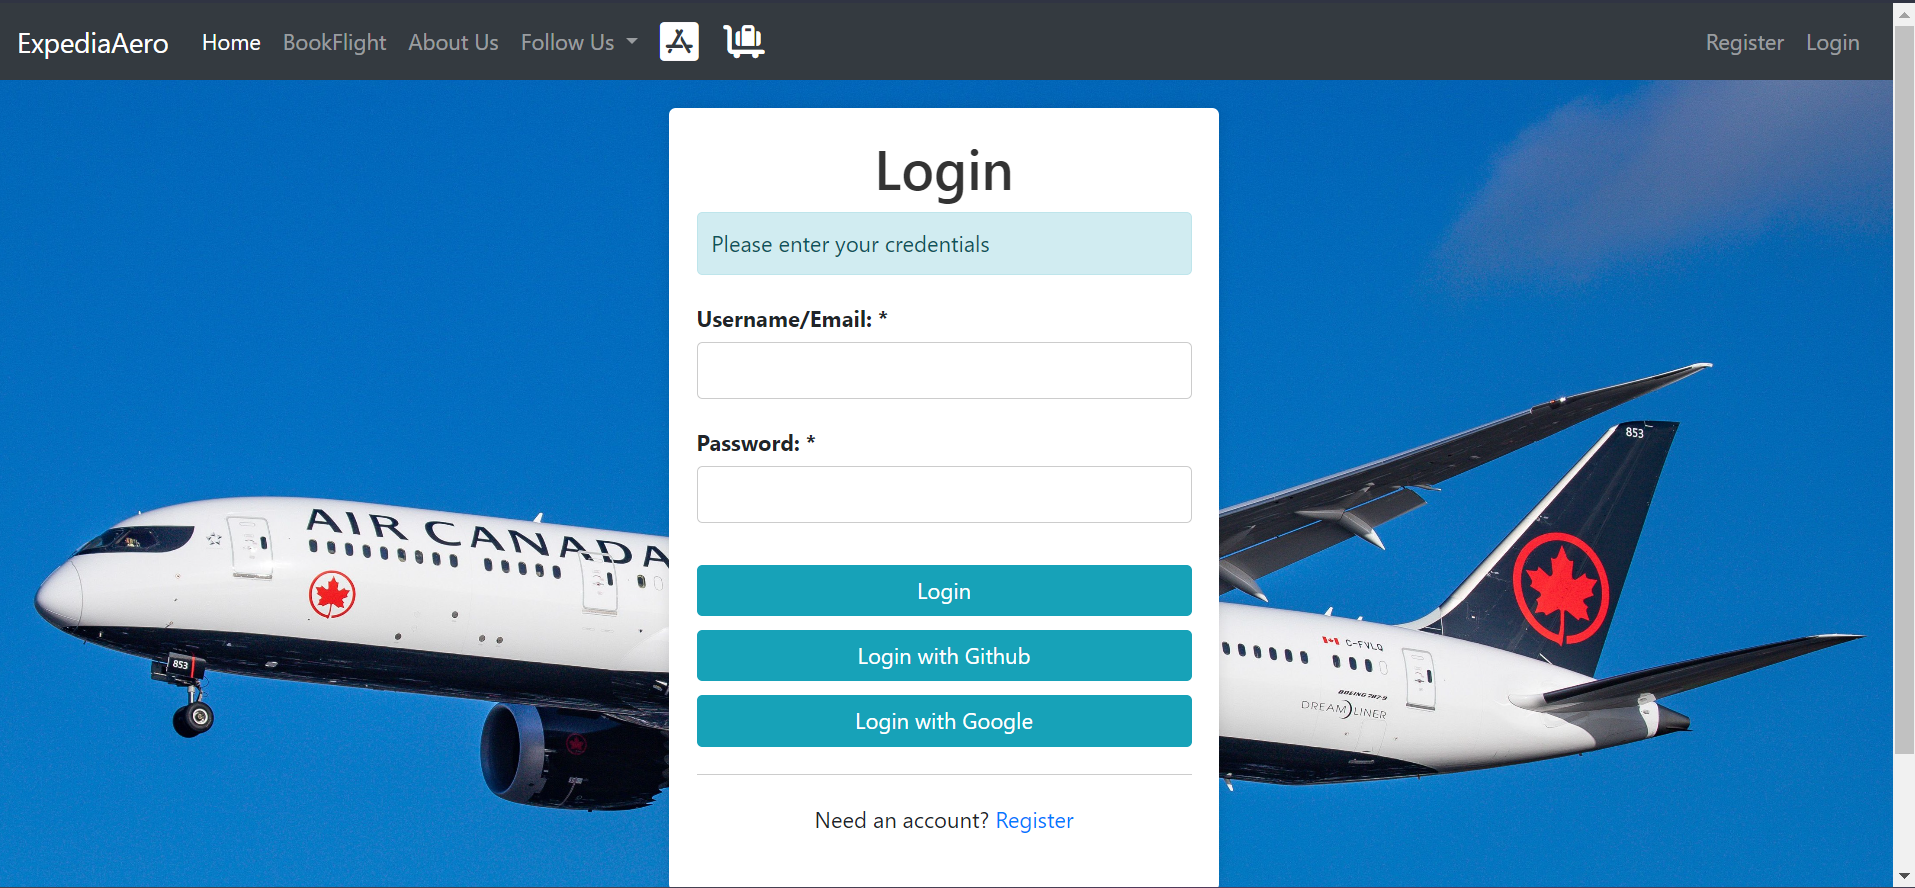 ExpediaAero Home BookFlight About Us Follow Us Register Login
Login
Please enter your credentials
Username/Email: *
Password: *
Login
Login with Github
Login with Google
Need an account? Register
AIR CANADA
853
853
C-FVLQ
BOEING 787-9
DREAMLINER